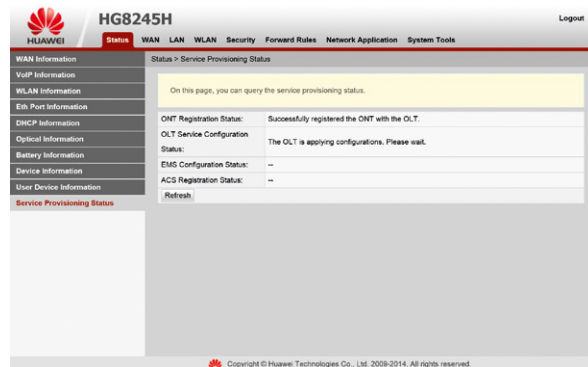 HUAWEI
HG8245H
Logout
Status WAN LAN WLAN Security Forward Rules Network Application System Tools
WAN Information
VoIP Information
WLAN Information
Eth Port Information
DHCP Information
Optical Information
Battery Information
Device Information
User Device Information
Service Provisioning Status
Status > Service Provisioning Status
On this page, you can query the service provisioning status.
ONT Registration Status: Successfully registered the ONT with the OLT.
OLT Service Configuration Status: The OLT is applying configurations. Please wait.
EMS Configuration Status: --
ACS Registration Status: --
Refresh
Copyright © Huawei Technologies Co., Ltd. 2009-2014. All rights reserved.